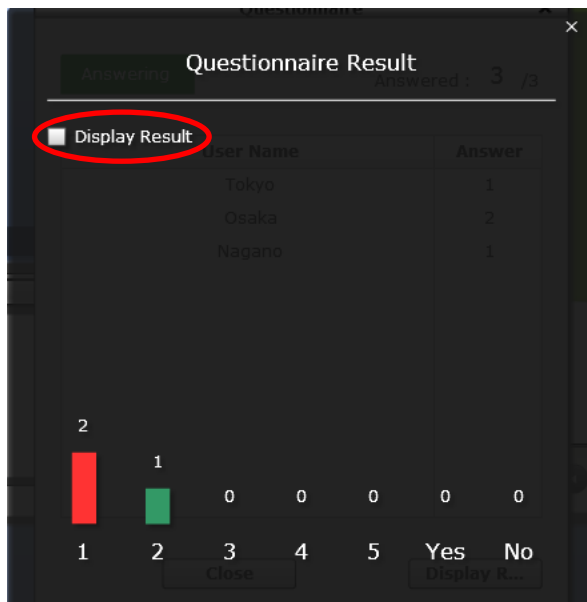 Questionnaire
×
Questionnaire Result
Answering
Answered : 3 /3
Display Result
User Name Answer
Tokyo 1
Osaka 2
Nagano 1
2
1
0 0 0 0 0
1 2 3 4 5 Yes No
Close Display R...